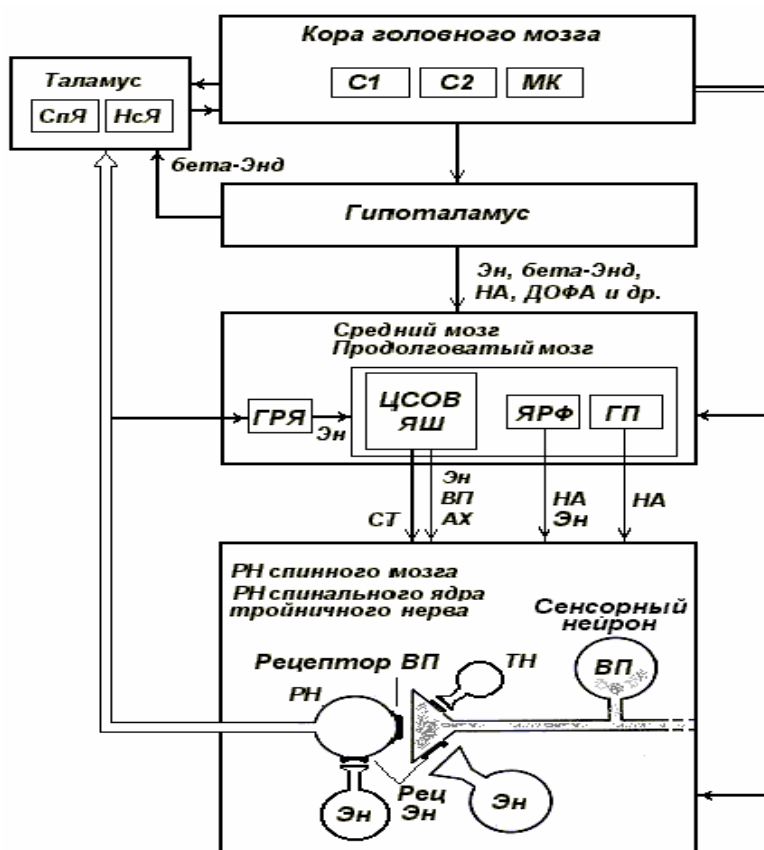 Кора головного мозга
С1 С2 МК
Таламус
СпЯ НсЯ
бета-Энд
Гипоталамус
Эн, бета-Энд,
НА, ДОФА и др.
Средний мозг
Продолговатый мозг
ГРЯ
Эн
ЦСОВ
ЯШ
ЯРФ
ГП
СТ
Эн
ВП
АХ
НА
Эн
НА
РН спинного мозга
РН спинального ядра
тройничного нерва
Сенсорный
нейрон
ВП
Рецептор ВП
ТН
РН
Эн
Рец
Эн
Эн